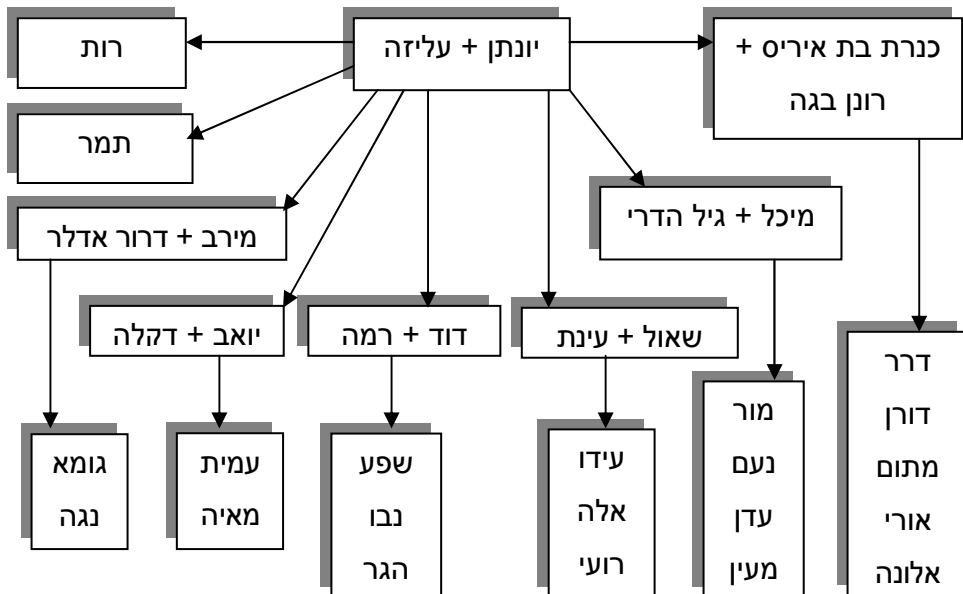 כנרת בת איריס +
רונן בגה
יונתן + עליזה
רות
תמר
מיכל + גיל הדרי
מירב + דרור אדלר
שאול + עינת
דוד + רמה
יואב + דקלה
דרר
דורן
מתום
אורי
אלונה
מור
נעם
עדן
מעין
עידו
אלה
רועי
שפע
נבו
הגר
עמית
מאיה
גומא
נגה